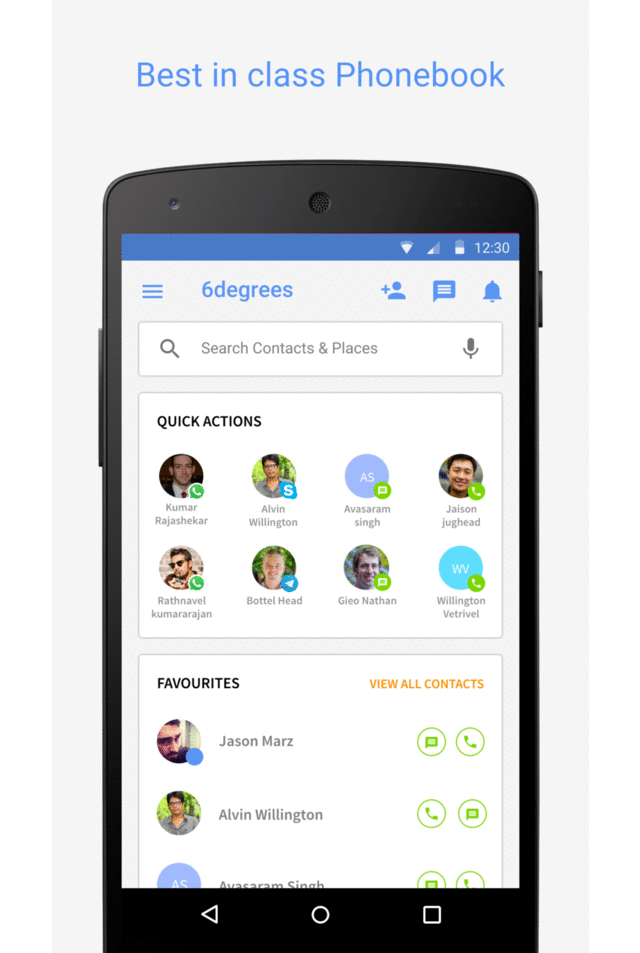 Best in class Phonebook
12:30
6degrees
Search Contacts & Places
QUICK ACTIONS
AS
WV
Kumar
Rajashekar
Alvin
Willington
Avasaram
singh
Jaison
jughead
Rathnavel
kumararajan
Bottel Head
Gieo Nathan
Willington
Vetrivel
FAVOURITES
VIEW ALL CONTACTS
Jason Marz
Alvin Willington
AS
Avasaram Singh